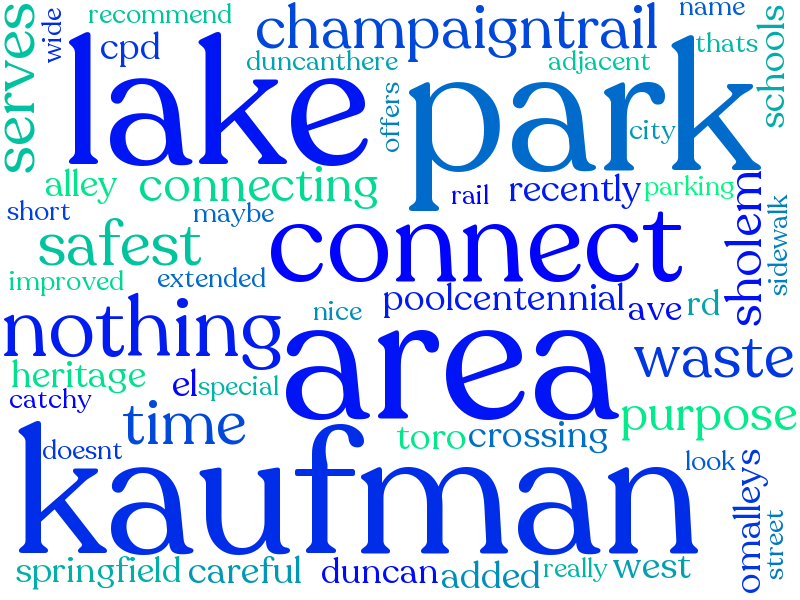 recommend
name
wide
cpd
champaigntrail
thats
serves
lake
duncanthere
offers
park
adjacent
schools
city
alley
connecting
rail
recently
parking
short
maybe
safest
connect
sholem
sidewalk
improved
extended
nothing
nice
poolcentennial
ave
rd
heritage
area
waste
catchy
el
special
time
purpose
doesnt
toro
crossing
kaufman
look
omalleys
street
springfield
careful
duncan
added
really
west